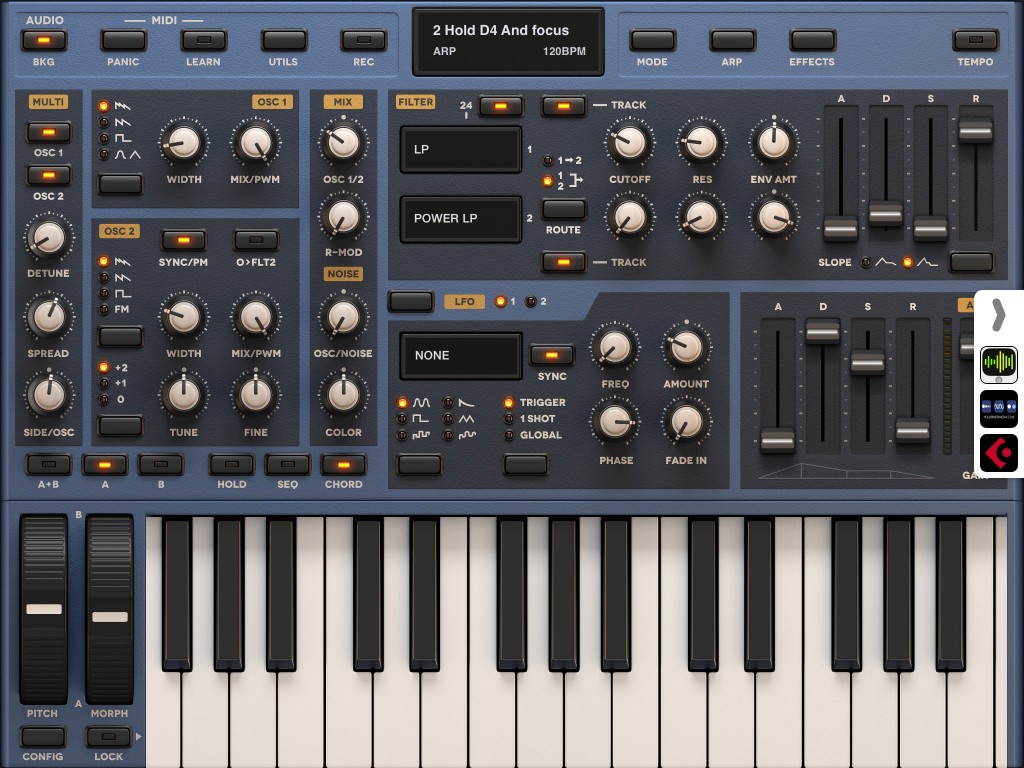 AUDIO
MIDI
BKG
PANIC
LEARN
UTILS
REC
2 Hold D4 And focus
ARP 120BPM
MODE
ARP
EFFECTS
TEMPO
MULTI
OSC 1
OSC 2
DETUNE
SPREAD
SIDE/OSC
OSC 1
WIDTH
MIX/PWM
OSC 2
SYNC/PM
O>FLT2
FM
WIDTH
MIX/PWM
+2
+1
0
TUNE
FINE
MIX
OSC 1/2
R-MOD
NOISE
OSC/NOISE
COLOR
FILTER
24
TRACK
LP
1
1→2
1
2
POWER LP
2
ROUTE
TRACK
CUTOFF
RES
ENV AMT
A D S R
SLOPE
LFO
1
2
NONE
SYNC
TRIGGER
1 SHOT
GLOBAL
FREQ
AMOUNT
PHASE
FADE IN
A D S R
A+B
A
B
HOLD
SEQ
CHORD
B
A
PITCH
MORPH
CONFIG
LOCK